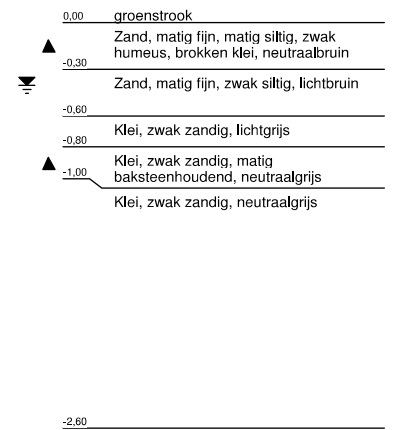 0,00 groenstrook
Zand, matig fijn, matig siltig, zwak
humeus, brokken klei, neutraalbruin
-0,30
Zand, matig fijn, zwak siltig, lichtbruin
-0,60
Klei, zwak zandig, lichtgrijs
-0,80
Klei, zwak zandig, matig
baksteenhoudend, neutraalgrijs
-1,00
Klei, zwak zandig, neutraalgrijs
-2,60